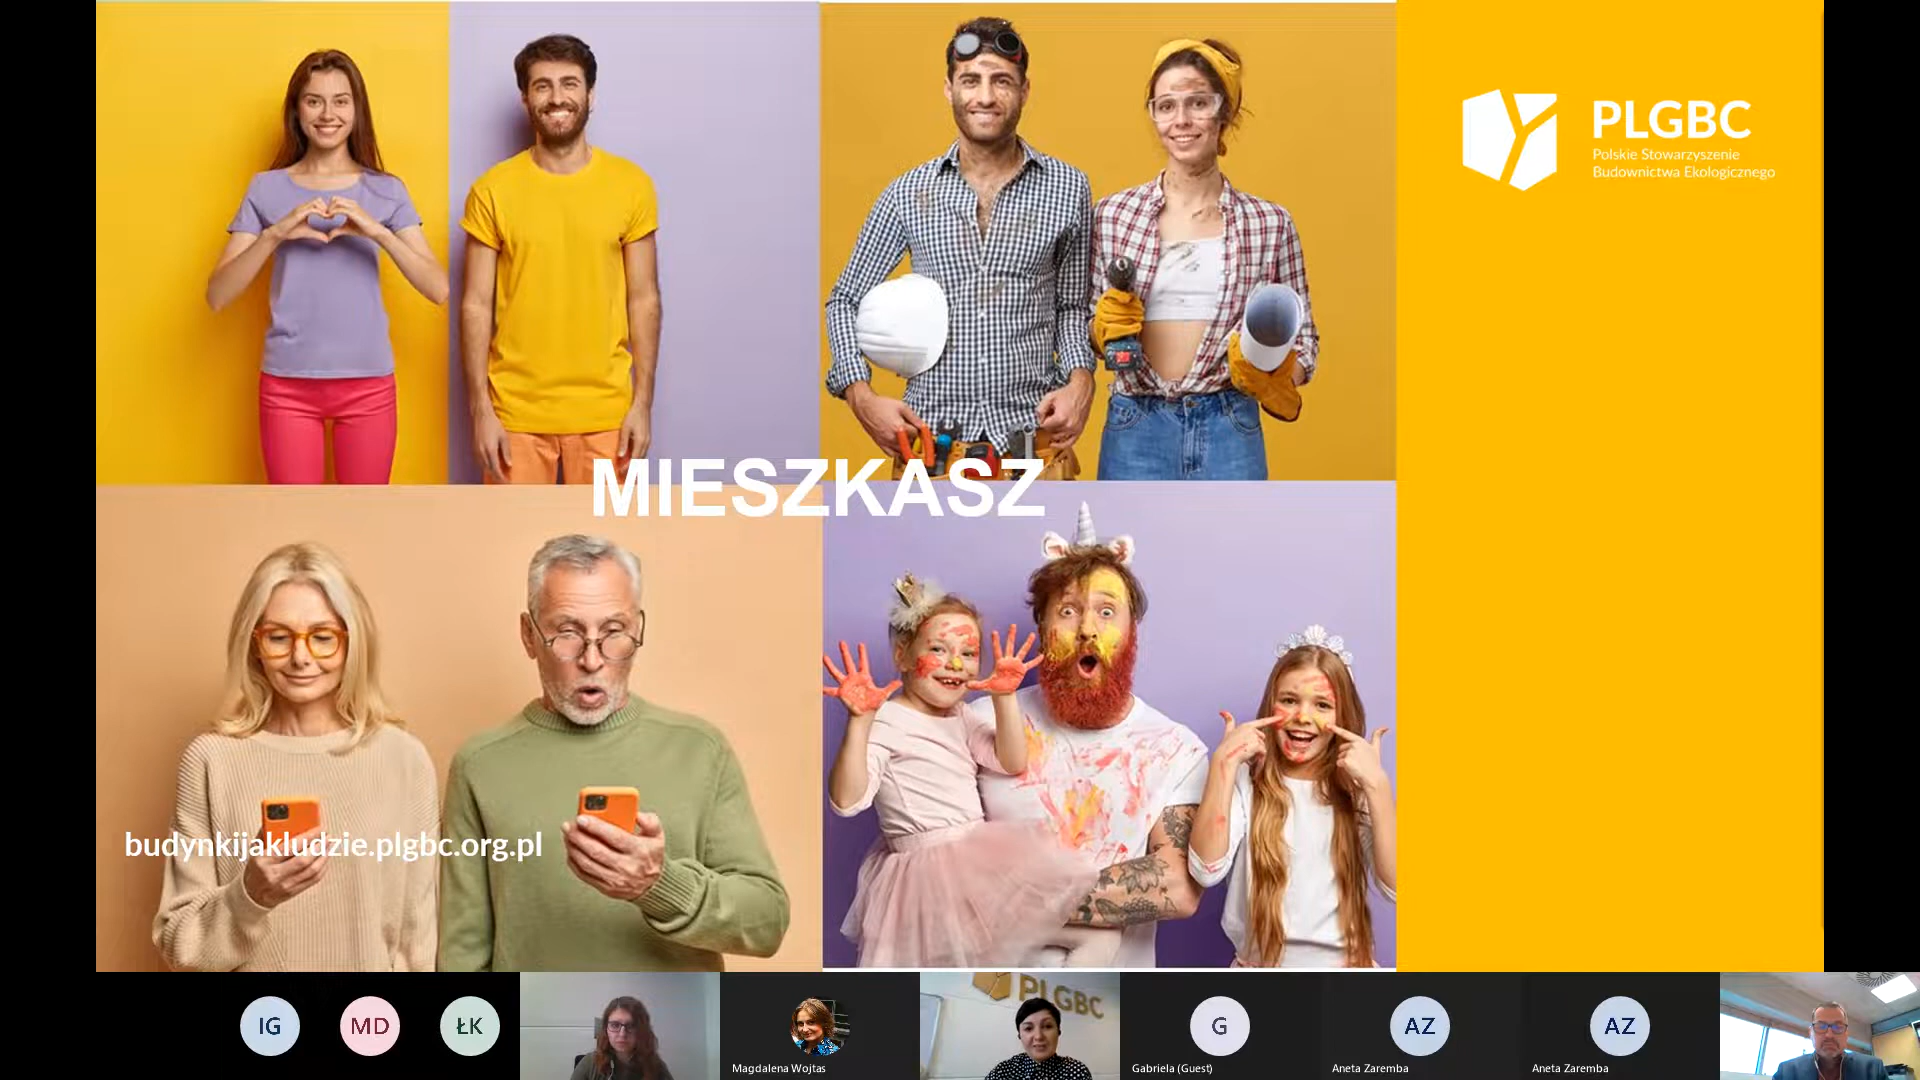 PLGBC
Polskie Stowarzyszenie
Budownictwa Ekologicznego
MIESZKASZ
budynkijakludzie.plgbc.org.pl
IG
MD
ŁK
Magdalena Wojtas
PLGBC
G
Gabriela (Guest)
AZ
Aneta Zaremba
AZ
Aneta Zaremba